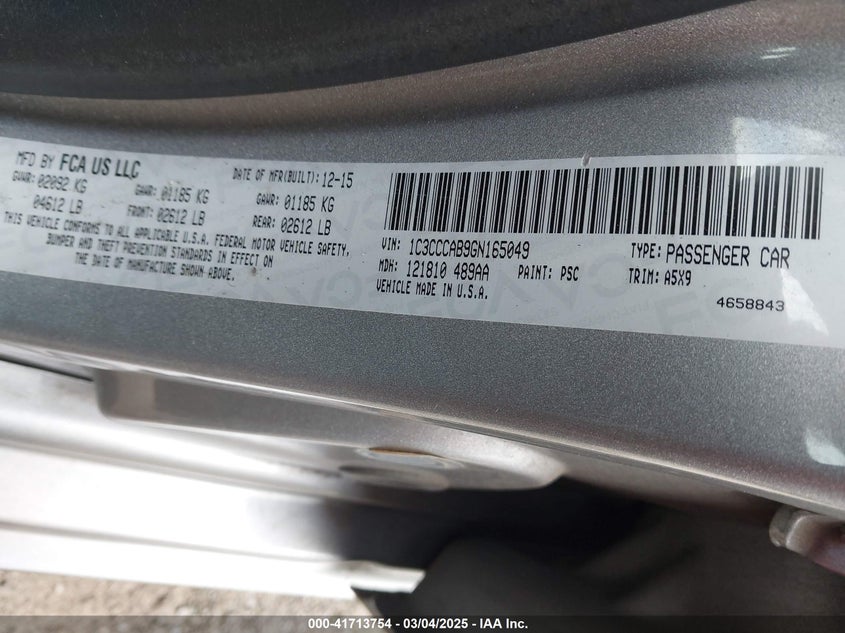 MFD BY FCA US LLC
DATE OF MFR(BUILT): 12-15
GVWR: 02092 KG
GAWR: 01185 KG
GAWR: 01185 KG
04612 LB
FRONT: 02612 LB
REAR: 02612 LB
THIS VEHICLE CONFORMS TO ALL APPLICABLE U.S.A. FEDERAL MOTOR VEHICLE SAFETY,
BUMPER AND THEFT PREVENTION STANDARDS IN EFFECT ON
THE DATE OF MANUFACTURE SHOWN ABOVE.
VIN: 1C3CCCAB9GN165049
TYPE: PASSENGER CAR
MDH: 121810 489AA
PAINT: PSC
TRIM: A5X9
VEHICLE MADE IN U.S.A.
4658843
000-41713754 - 03/04/2025 - IAA Inc.